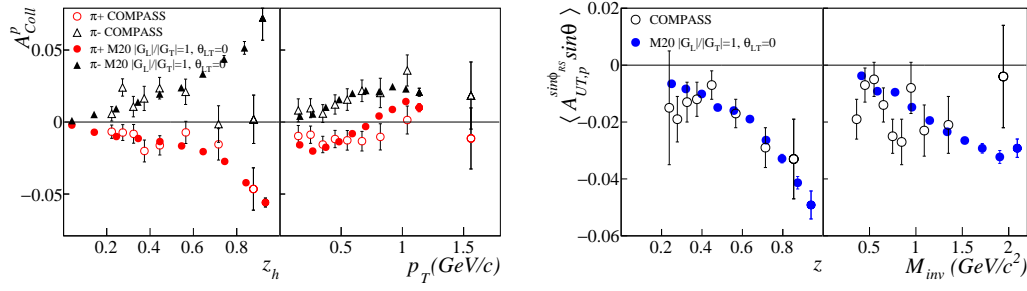 A^p_Coll
π+ COMPASS
π- COMPASS
π+ M20 |G_L|/|G_T|=1, θ_LT=0
π- M20 |G_L|/|G_T|=1, θ_LT=0
0.05
0
−0.05
0.2 0.4 0.6 0.8
0.5 1 1.5
z_h
p_T (GeV/c)
⟨A^sinφ_RS_UT,p sinθ⟩
COMPASS
M20 |G_L|/|G_T|=1, θ_LT=0
0
−0.02
−0.04
−0.06
0 0.2 0.4 0.6 0.8
0.5 1 1.5 2
z
M_inv (GeV/c²)